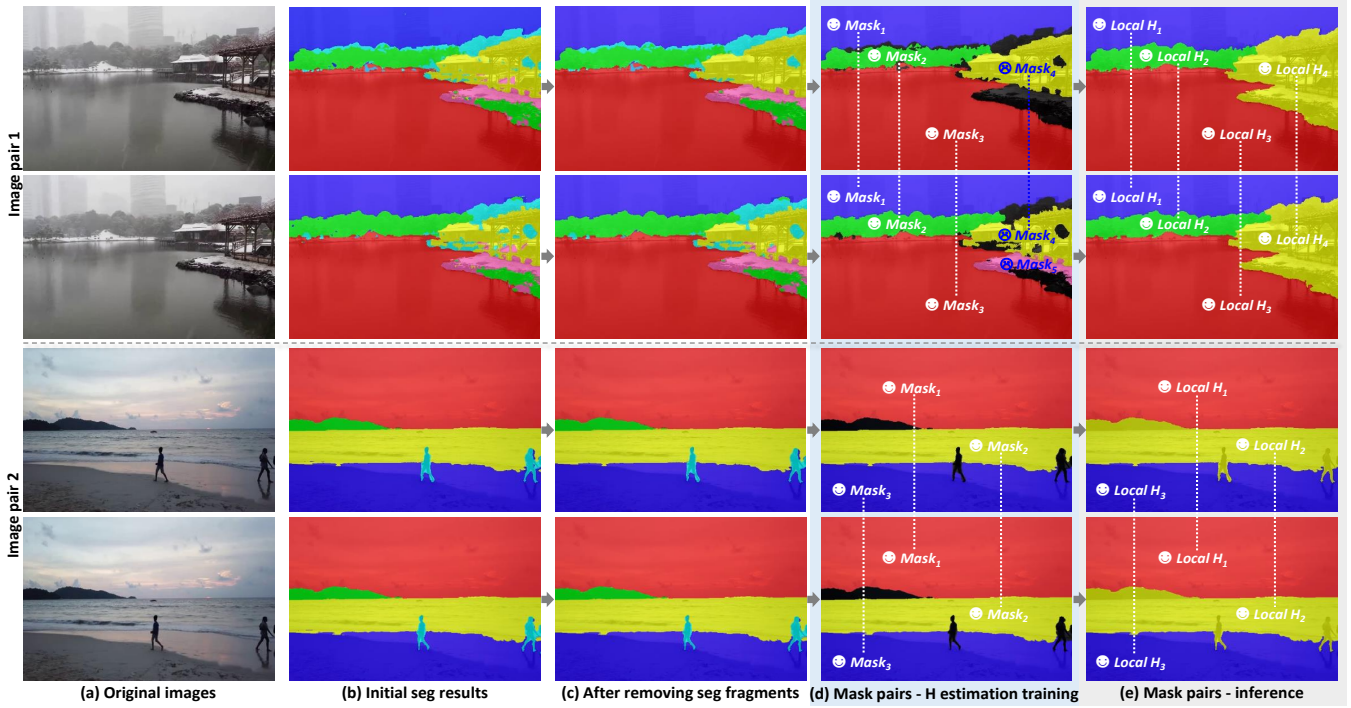 Image pair 1
Mask₁
Mask₂
Mask₄
Mask₃
Local H₁
Local H₂
Local H₄
Local H₃
Mask₁
Mask₂
Mask₄
Mask₅
Mask₃
Local H₁
Local H₂
Local H₄
Local H₃
Image pair 2
Mask₁
Mask₂
Mask₃
Local H₁
Local H₂
Local H₃
Mask₁
Mask₂
Mask₃
Local H₁
Local H₂
Local H₃
(a) Original images
(b) Initial seg results
(c) After removing seg fragments
(d) Mask pairs - H estimation training
(e) Mask pairs - inference